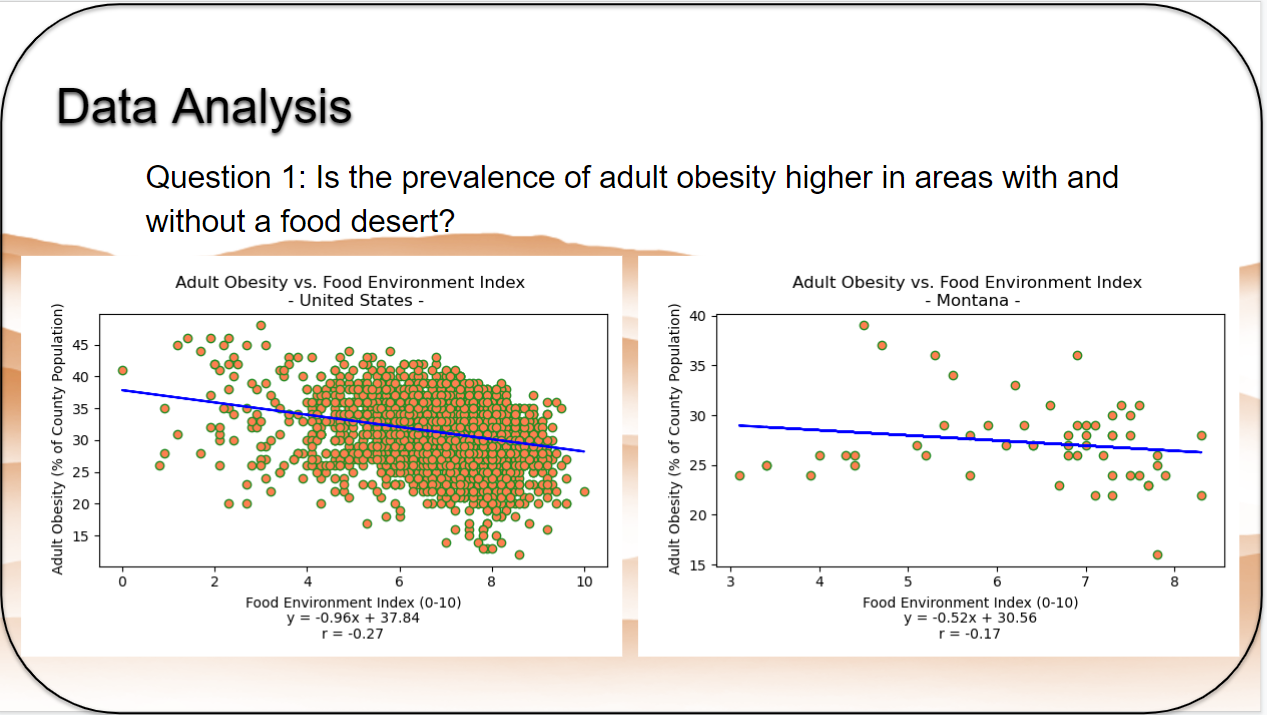 Data Analysis
Question 1: Is the prevalence of adult obesity higher in areas with and
without a food desert?
Adult Obesity vs. Food Environment Index
- United States -
Adult Obesity (% of County Population)
45
40
35
30
25
20
15
0 2 4 6 8 10
Food Environment Index (0-10)
y = -0.96x + 37.84
r = -0.27
Adult Obesity vs. Food Environment Index
- Montana -
Adult Obesity (% of County Population)
40
35
30
25
20
15
3 4 5 6 7 8
Food Environment Index (0-10)
y = -0.52x + 30.56
r = -0.17